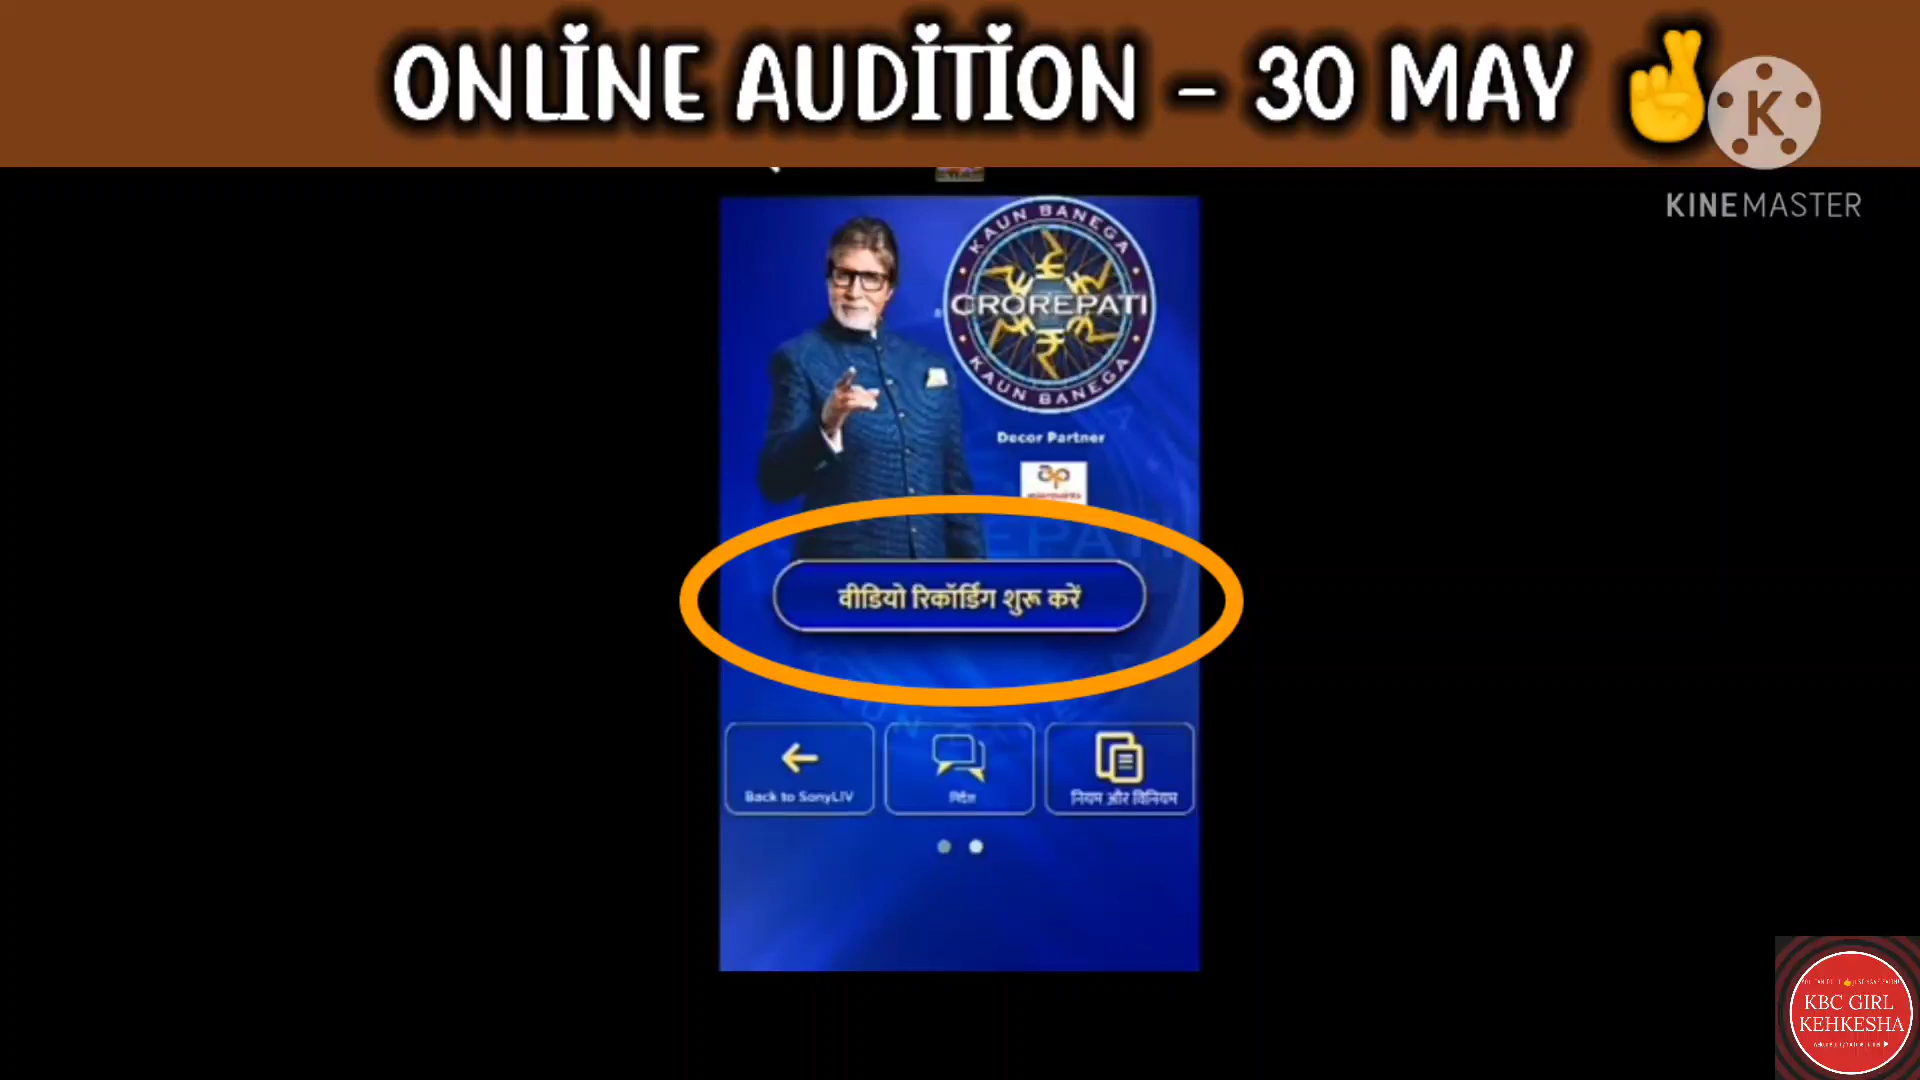 ONLINE AUDITION - 30 MAY 🤞
K
KINEMASTER
KAUN BANEGA
CROREPATI
KAUN BANEGA
Decor Partner
वीडियो रिकॉर्डिंग शुरू करें
Back to SonyLIV
निर्देश
नियम और विनियम
KBC GIRL
KEHKESHA